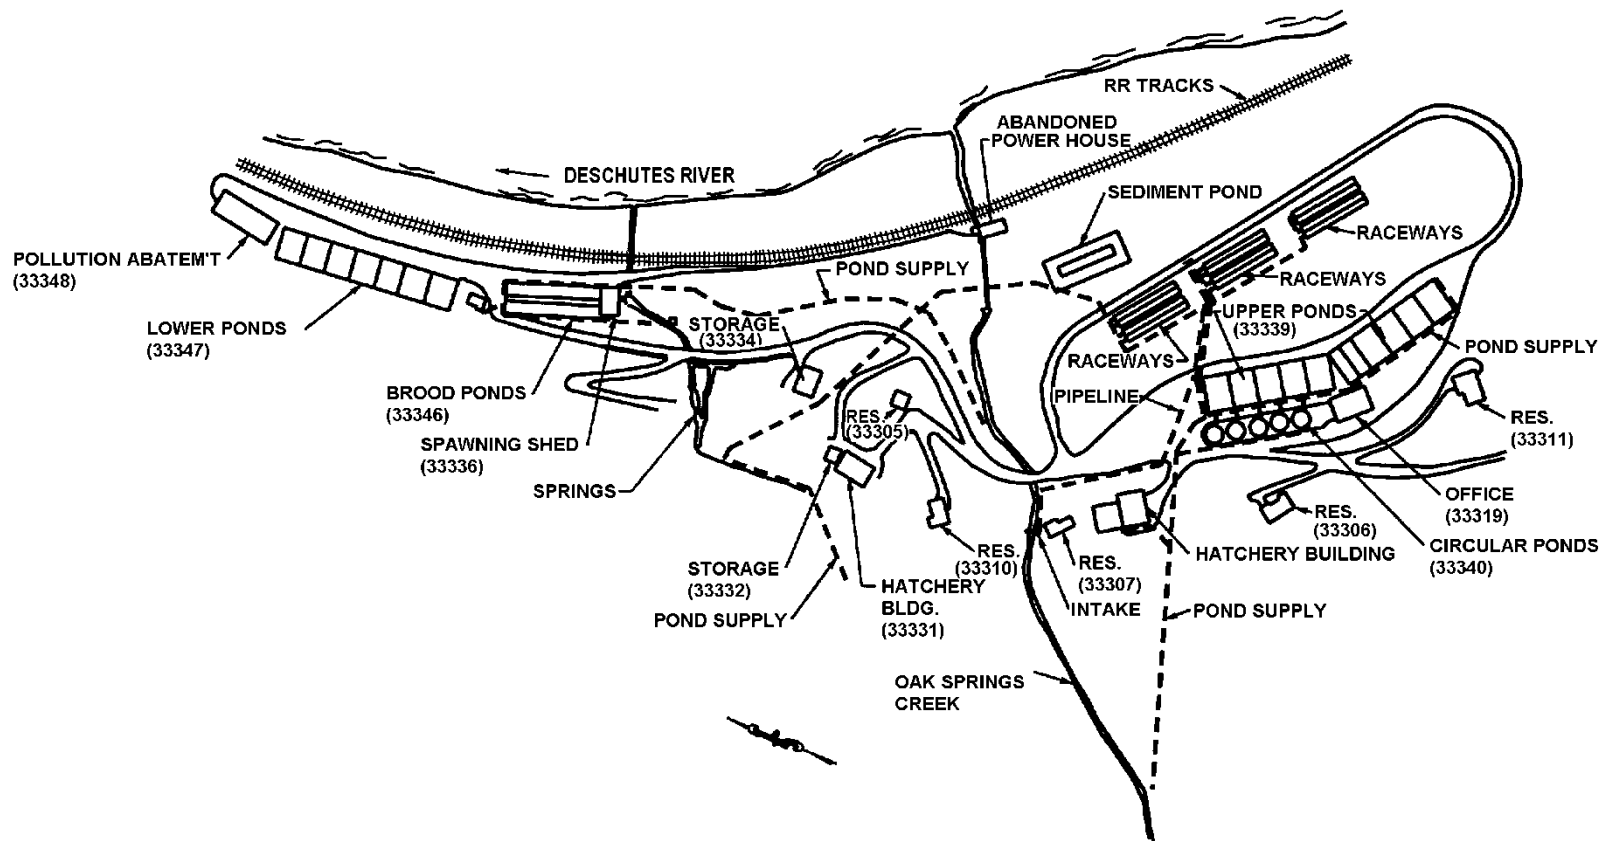 RR TRACKS
ABANDONED
POWER HOUSE
DESCHUTES RIVER
SEDIMENT POND
RACEWAYS
POLLUTION ABATEM'T
(33348)
POND SUPPLY
RACEWAYS
LOWER PONDS
(33347)
STORAGE
(33334)
UPPER PONDS
(33339)
POND SUPPLY
RACEWAYS
BROOD PONDS
(33346)
PIPELINE
RES.
(33305)
RES.
(33311)
SPAWNING SHED
(33336)
SPRINGS
OFFICE
(33319)
RES.
(33306)
CIRCULAR PONDS
(33340)
HATCHERY BUILDING
RES.
(33310)
RES.
(33307)
STORAGE
(33332)
HATCHERY
BLDG.
(33331)
INTAKE
POND SUPPLY
POND SUPPLY
OAK SPRINGS
CREEK